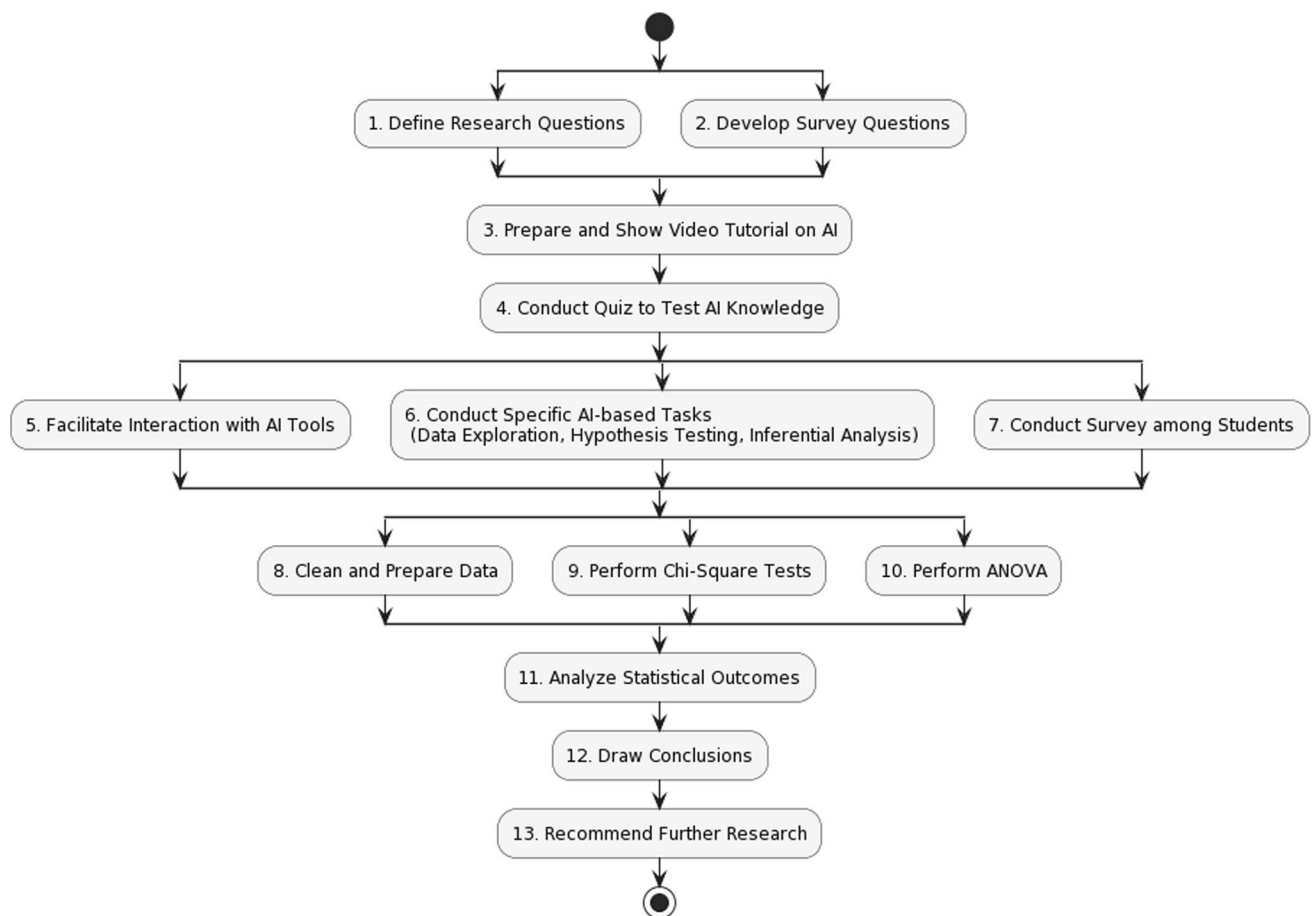 1. Define Research Questions
2. Develop Survey Questions
3. Prepare and Show Video Tutorial on AI
4. Conduct Quiz to Test AI Knowledge
5. Facilitate Interaction with AI Tools
6. Conduct Specific AI-based Tasks
(Data Exploration, Hypothesis Testing, Inferential Analysis)
7. Conduct Survey among Students
8. Clean and Prepare Data
9. Perform Chi-Square Tests
10. Perform ANOVA
11. Analyze Statistical Outcomes
12. Draw Conclusions
13. Recommend Further Research